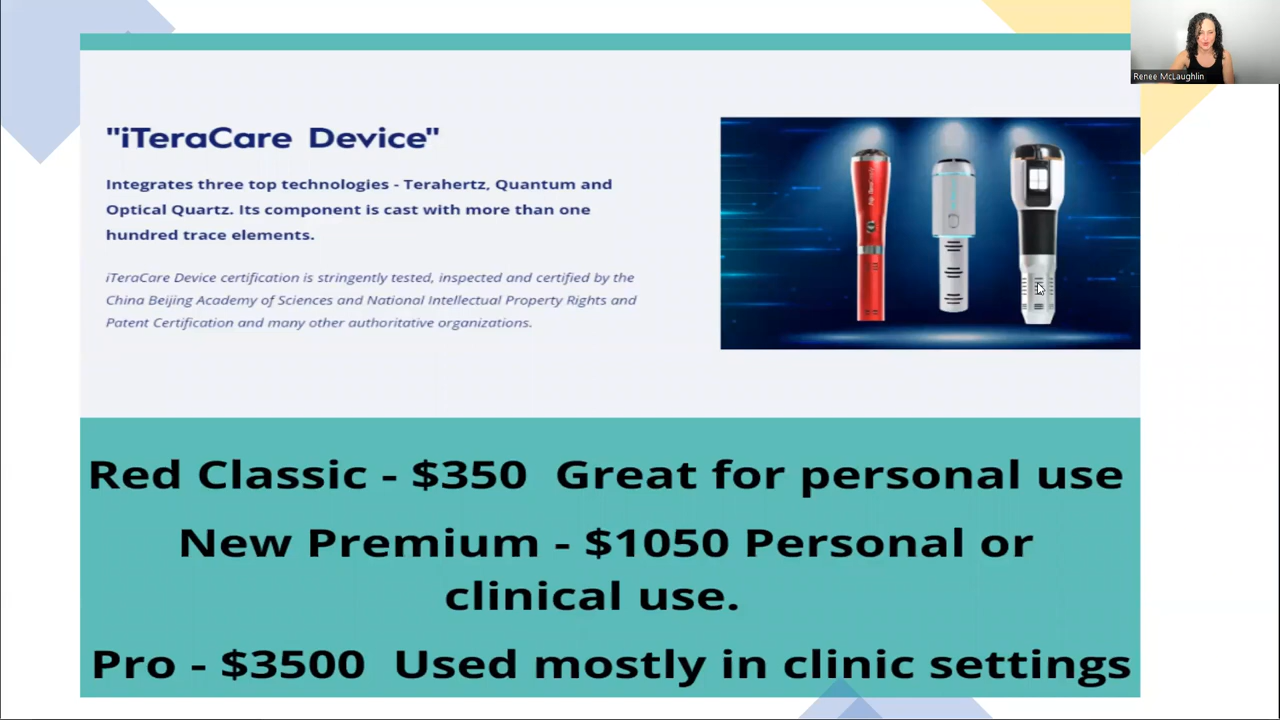 Renee McLaughlin
"iTeraCare Device"
Integrates three top technologies - Terahertz, Quantum and
Optical Quartz. Its component is cast with more than one
hundred trace elements.
iTeraCare Device certification is stringently tested, inspected and certified by the
China Beijing Academy of Sciences and National Intellectual Property Rights and
Patent Certification and many other authoritative organizations.
Red Classic - $350 Great for personal use
New Premium - $1050 Personal or
clinical use.
Pro - $3500 Used mostly in clinic settings